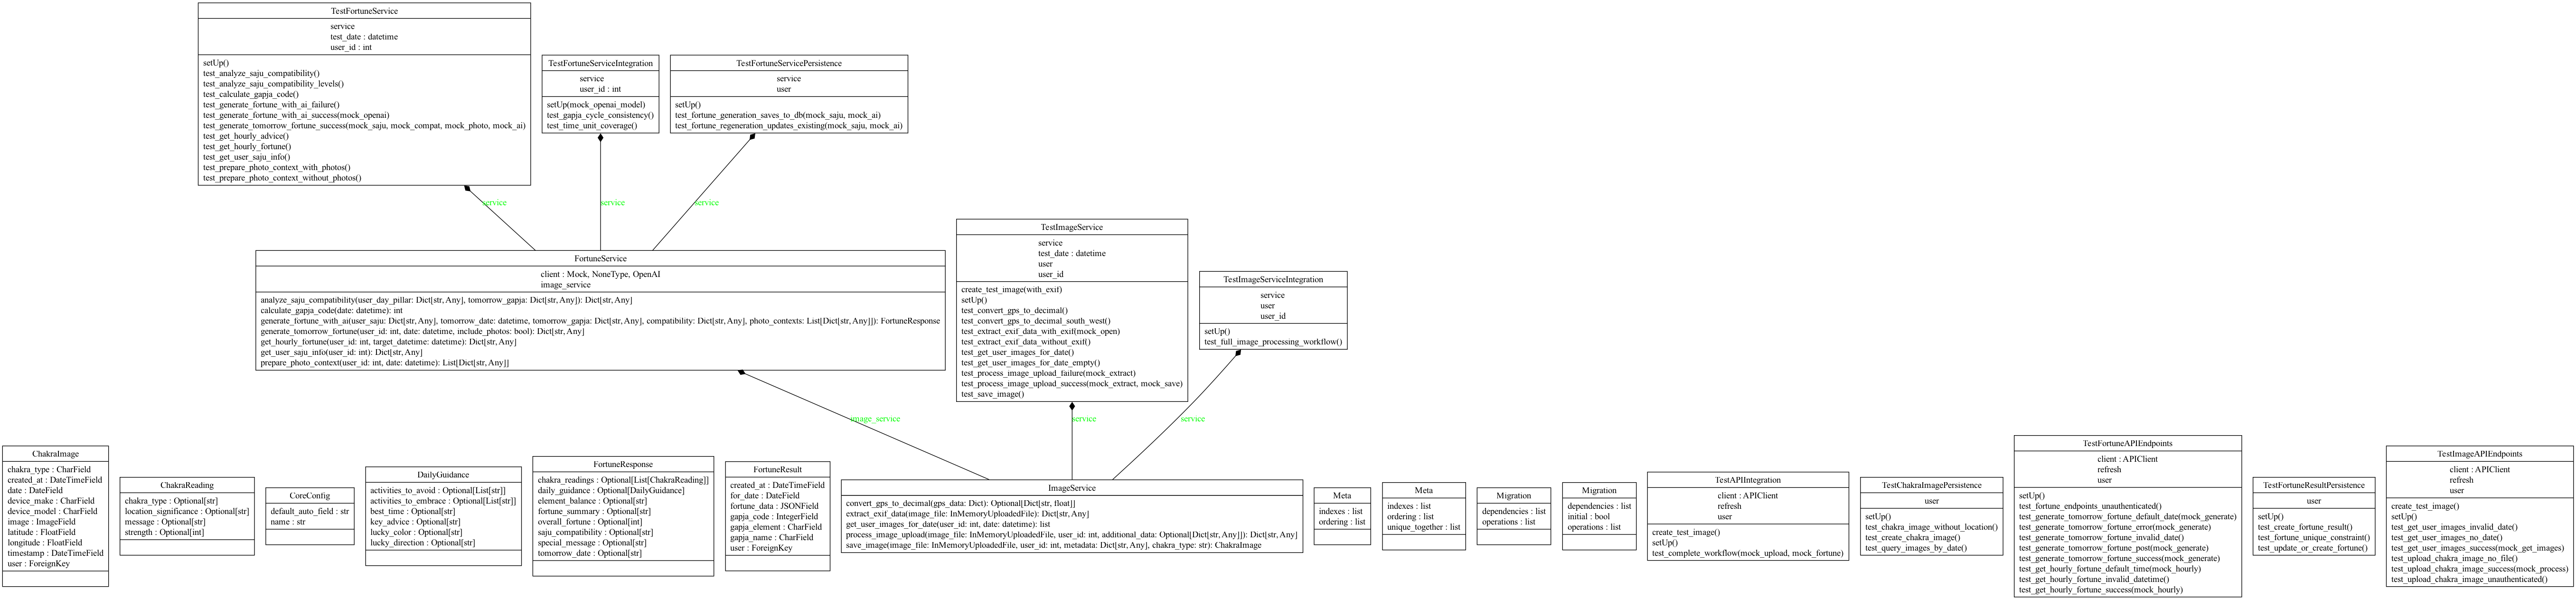 TestFortuneService
service
test_date : datetime
user_id : int
setUp()
test_analyze_saju_compatibility()
test_analyze_saju_compatibility_levels()
test_calculate_gapja_code()
test_generate_fortune_with_ai_failure()
test_generate_fortune_with_ai_success(mock_openai)
test_generate_tomorrow_fortune_success(mock_saju, mock_compat, mock_photo, mock_ai)
test_get_hourly_advice()
test_get_hourly_fortune()
test_get_user_saju_info()
test_prepare_photo_context_with_photos()
test_prepare_photo_context_without_photos()
TestFortuneServiceIntegration
service
user_id : int
setUp(mock_openai_model)
test_gapja_cycle_consistency()
test_time_unit_coverage()
TestFortuneServicePersistence
service
user
setUp()
test_fortune_generation_saves_to_db(mock_saju, mock_ai)
test_fortune_regeneration_updates_existing(mock_saju, mock_ai)
service
service
service
FortuneService
client : Mock, NoneType, OpenAI
image_service
analyze_saju_compatibility(user_day_pillar: Dict[str, Any], tomorrow_gapja: Dict[str, Any]): Dict[str, Any]
calculate_gapja_code(date: datetime): int
generate_fortune_with_ai(user_saju: Dict[str, Any], tomorrow_date: datetime, tomorrow_gapja: Dict[str, Any], compatibility: Dict[str, Any], photo_contexts: List[Dict[str, Any]]): FortuneResponse
generate_tomorrow_fortune(user_id: int, date: datetime, include_photos: bool): Dict[str, Any]
get_hourly_fortune(user_id: int, target_datetime: datetime): Dict[str, Any]
get_user_saju_info(user_id: int): Dict[str, Any]
prepare_photo_context(user_id: int, date: datetime): List[Dict[str, Any]]
TestImageService
service
test_date : datetime
user
user_id
create_test_image(with_exif)
setUp()
test_convert_gps_to_decimal()
test_convert_gps_to_decimal_south_west()
test_extract_exif_data_with_exif(mock_open)
test_extract_exif_data_without_exif()
test_get_user_images_for_date()
test_get_user_images_for_date_empty()
test_process_image_upload_failure(mock_extract)
test_process_image_upload_success(mock_extract, mock_save)
test_save_image()
TestImageServiceIntegration
service
user
user_id
setUp()
test_full_image_processing_workflow()
image_service
service
service
ChakraImage
chakra_type : CharField
created_at : DateTimeField
date : DateField
device_make : CharField
device_model : CharField
image : ImageField
latitude : FloatField
longitude : FloatField
timestamp : DateTimeField
user : ForeignKey
ChakraReading
chakra_type : Optional[str]
location_significance : Optional[str]
message : Optional[str]
strength : Optional[int]
CoreConfig
default_auto_field : str
name : str
DailyGuidance
activities_to_avoid : Optional[List[str]]
activities_to_embrace : Optional[List[str]]
best_time : Optional[str]
key_advice : Optional[str]
lucky_color : Optional[str]
lucky_direction : Optional[str]
FortuneResponse
chakra_readings : Optional[List[ChakraReading]]
daily_guidance : Optional[DailyGuidance]
element_balance : Optional[str]
fortune_summary : Optional[str]
overall_fortune : Optional[int]
saju_compatibility : Optional[str]
special_message : Optional[str]
tomorrow_date : Optional[str]
FortuneResult
created_at : DateTimeField
for_date : DateField
fortune_data : JSONField
gapja_code : IntegerField
gapja_element : CharField
gapja_name : CharField
user : ForeignKey
ImageService
convert_gps_to_decimal(gps_data: Dict): Optional[Dict[str, float]]
extract_exif_data(image_file: InMemoryUploadedFile): Dict[str, Any]
get_user_images_for_date(user_id: int, date: datetime): list
process_image_upload(image_file: InMemoryUploadedFile, user_id: int, additional_data: Optional[Dict[str, Any]]): Dict[str, Any]
save_image(image_file: InMemoryUploadedFile, user_id: int, metadata: Dict[str, Any], chakra_type: str): ChakraImage
Meta
indexes : list
ordering : list
Meta
indexes : list
ordering : list
unique_together : list
Migration
dependencies : list
operations : list
Migration
dependencies : list
initial : bool
operations : list
TestAPIIntegration
client : APIClient
refresh
user
create_test_image()
setUp()
test_complete_workflow(mock_upload, mock_fortune)
TestChakraImagePersistence
user
setUp()
test_chakra_image_without_location()
test_create_chakra_image()
test_query_images_by_date()
TestFortuneAPIEndpoints
client : APIClient
refresh
user
setUp()
test_fortune_endpoints_unauthenticated()
test_generate_tomorrow_fortune_default_date(mock_generate)
test_generate_tomorrow_fortune_error(mock_generate)
test_generate_tomorrow_fortune_invalid_date()
test_generate_tomorrow_fortune_post(mock_generate)
test_generate_tomorrow_fortune_success(mock_generate)
test_get_hourly_fortune_default_time(mock_hourly)
test_get_hourly_fortune_invalid_datetime()
test_get_hourly_fortune_success(mock_hourly)
TestFortuneResultPersistence
user
setUp()
test_create_fortune_result()
test_fortune_unique_constraint()
test_update_or_create_fortune()
TestImageAPIEndpoints
client : APIClient
refresh
user
create_test_image()
setUp()
test_get_user_images_invalid_date()
test_get_user_images_no_date()
test_get_user_images_success(mock_get_images)
test_upload_chakra_image_no_file()
test_upload_chakra_image_success(mock_process)
test_upload_chakra_image_unauthenticated()